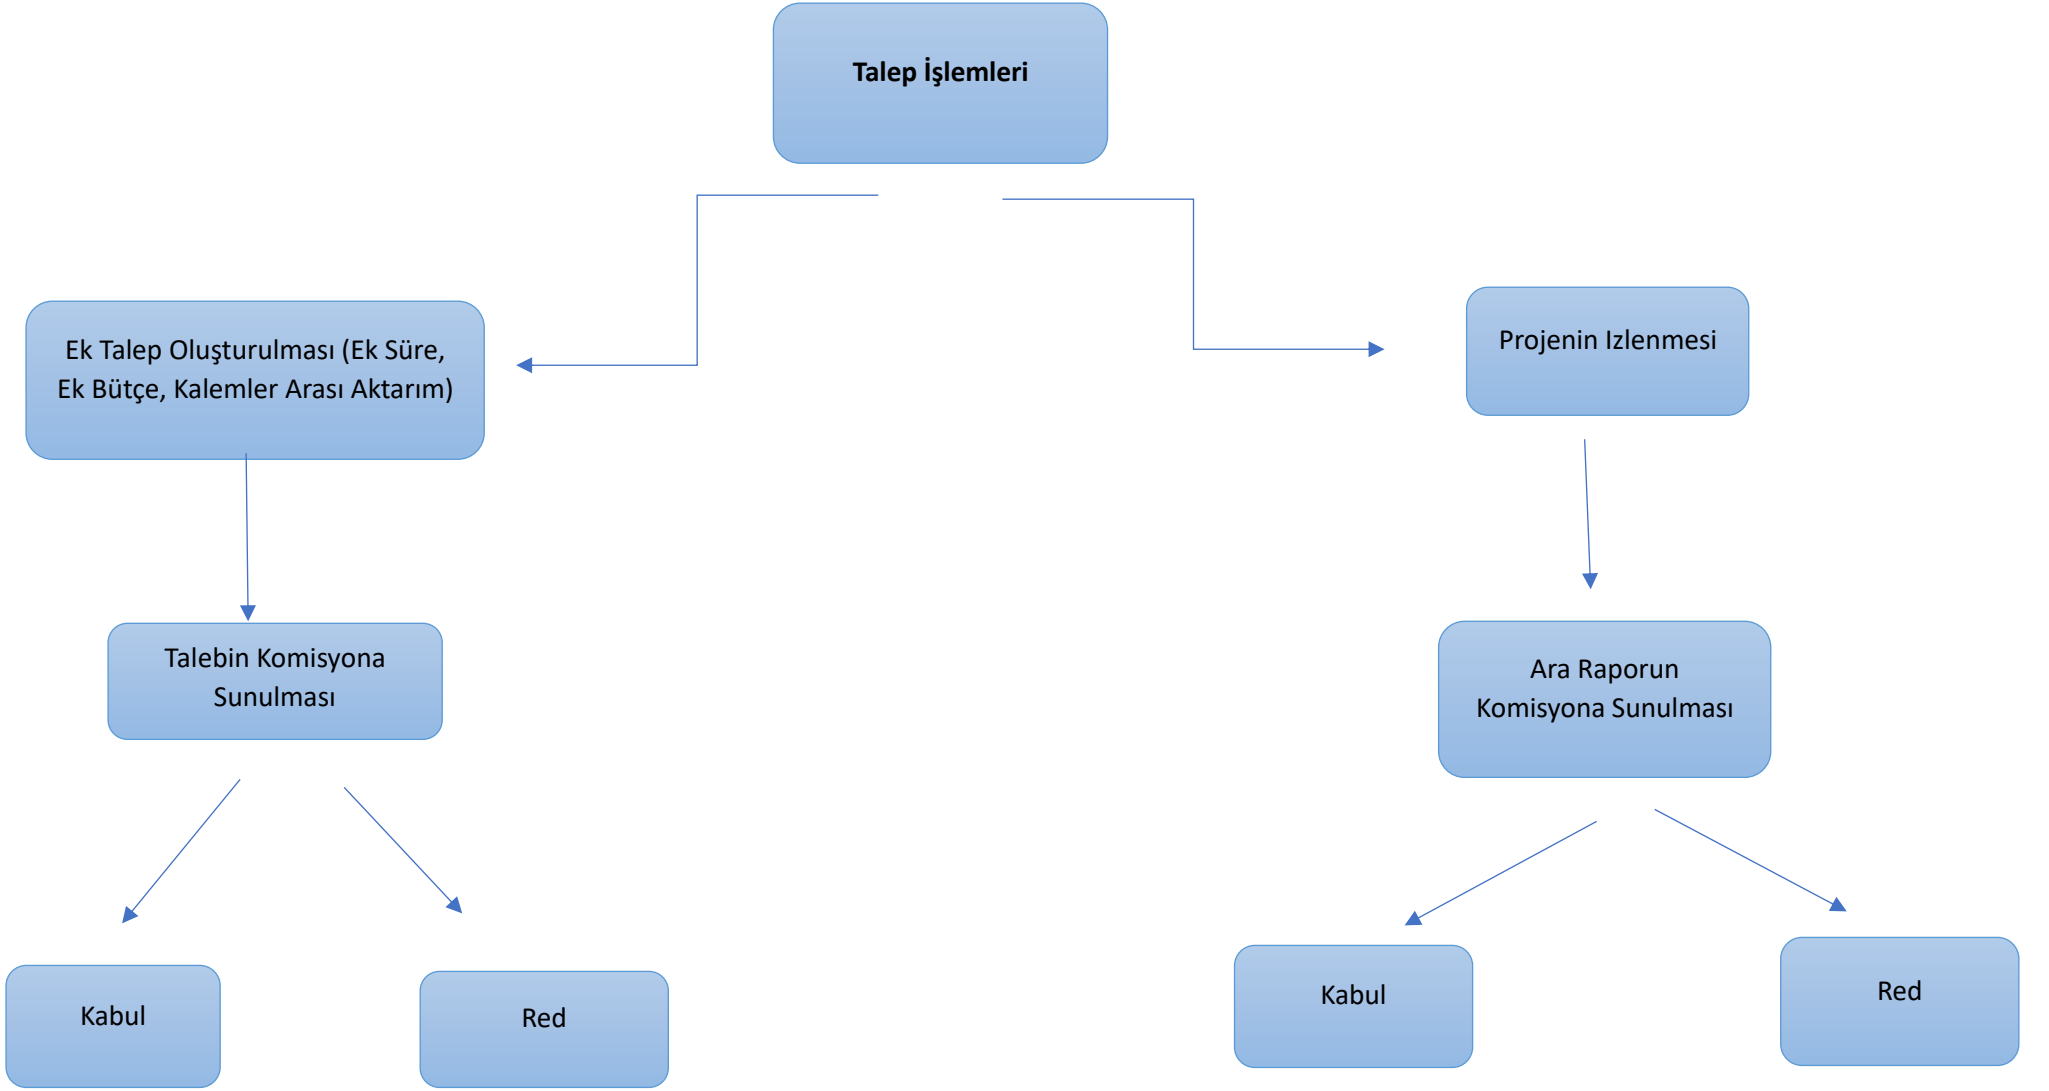 Talep İşlemleri
Ek Talep Oluşturulması (Ek Süre,
Ek Bütçe, Kalemler Arası Aktarım)
Projenin Izlenmesi
Talebin Komisyona
Sunulması
Ara Raporun
Komisyona Sunulması
Kabul
Red
Kabul
Red